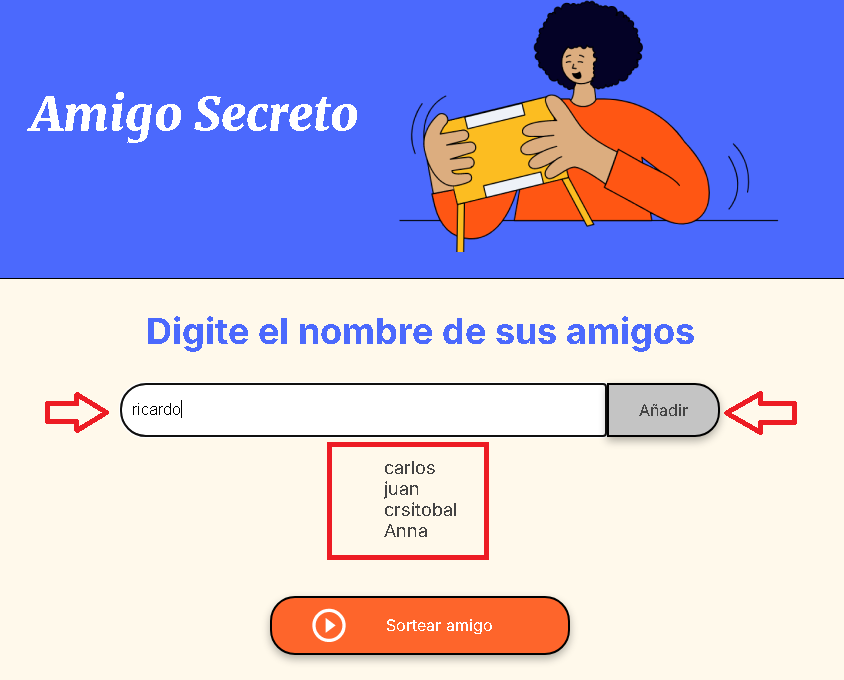 Amigo Secreto
Digite el nombre de sus amigos
ricardo
Añadir
carlos
juan
crsitobal
Anna
Sortear amigo